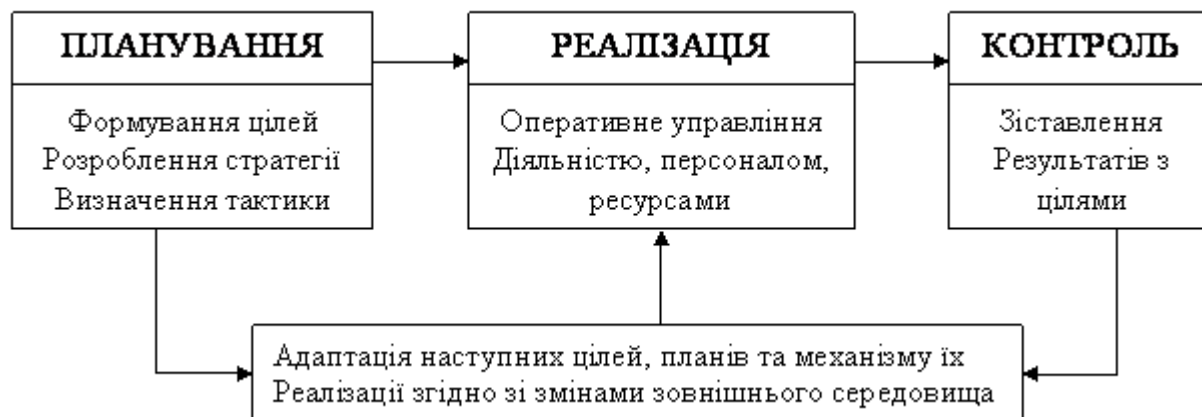 ПЛАНУВАННЯ
Формування цілей
Розроблення стратегії
Визначення тактики
РЕАЛІЗАЦІЯ
Оперативне управління
Діяльністю, персоналом,
ресурсами
КОНТРОЛЬ
Зіставлення
Результатів з
цілями
Адаптація наступних цілей, планів та механізму їх
Реалізації згідно зі змінами зовнішнього середовища